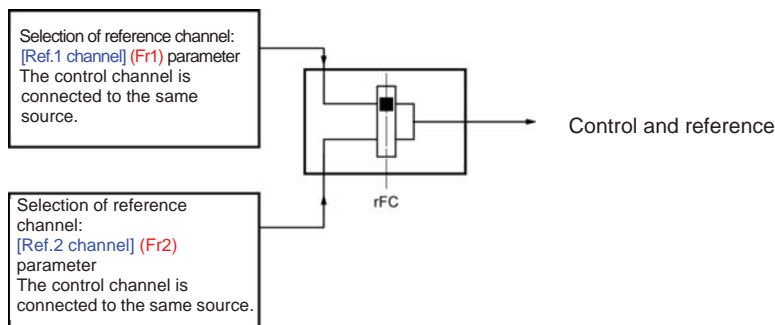 Selection of reference channel:
[Ref.1 channel] (Fr1) parameter
The control channel is
connected to the same
source.
Control and reference
rFC
Selection of reference
channel:
[Ref.2 channel] (Fr2)
parameter
The control channel is
connected to the same source.